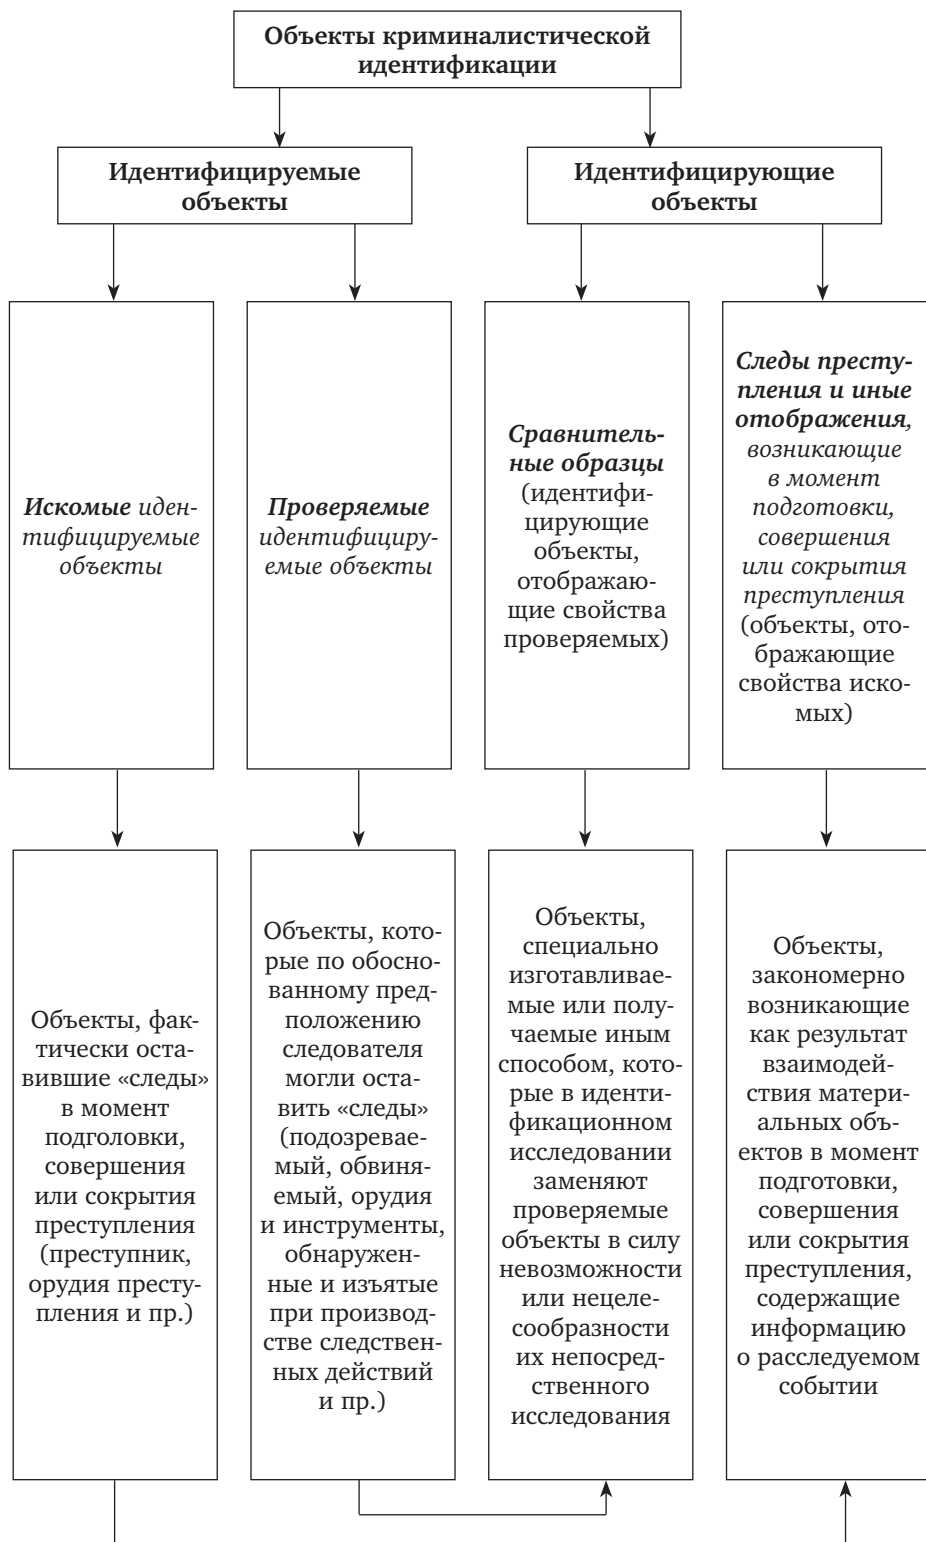 Объекты криминалистической
идентификации
Идентифицируемые
объекты
Идентифицирующие
объекты
Искомые иден-
тифицируемые
объекты
Проверяемые
идентифициру-
емые объекты
Сравнитель-
ные образцы
(идентифи-
цирующие
объекты,
отображаю-
щие свойства
проверяемых)
Следы престу-
пления и иные
отображения,
возникающие
в момент
подготовки,
совершения
или сокрытия
преступления
(объекты, ото-
бражающие
свойства иско-
мых)
Объекты, фак-
тически оста-
вившие «следы»
в момент
подголовки,
совершения
или сокрытия
преступления
(преступник,
орудия престу-
пления и пр.)
Объекты, кото-
рые по обосно-
ванному пред-
положению
следователя
могли оста-
вить «следы»
(подозревае-
мый, обвиня-
емый, орудия
и инструменты,
обнаружен-
ные и изъятые
при производ-
стве следствен-
ных действий
и пр.)
Объекты,
специально
изготавливае-
мые или полу-
чаемые иным
способом, кото-
рые в иденти-
фикационном
исследовании
заменяют
проверяемые
объекты в силу
невозможности
или нецеле-
сообразности
их непосред-
ственного
исследования
Объекты,
закономерно
возникающие
как результат
взаимодей-
ствия матери-
альных объ-
ектов в момент
подготовки,
совершения
или сокрытия
преступления,
содержащие
информацию
о расследуемом
событии